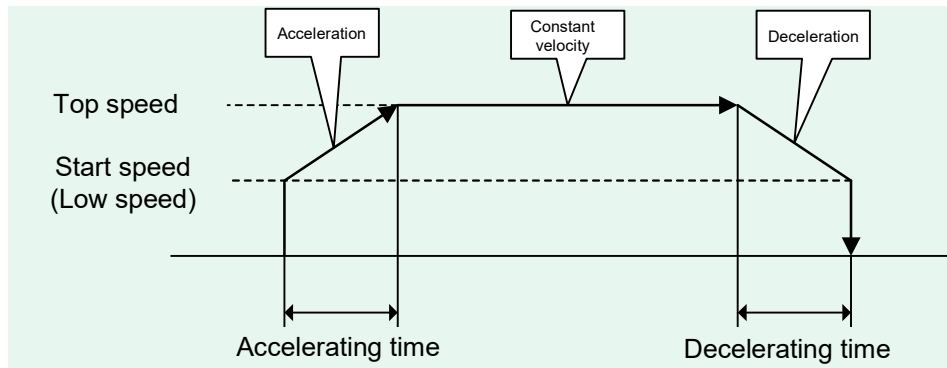 Acceleration
Constant
velocity
Deceleration
Top speed
Start speed
(Low speed)
Accelerating time
Decelerating time